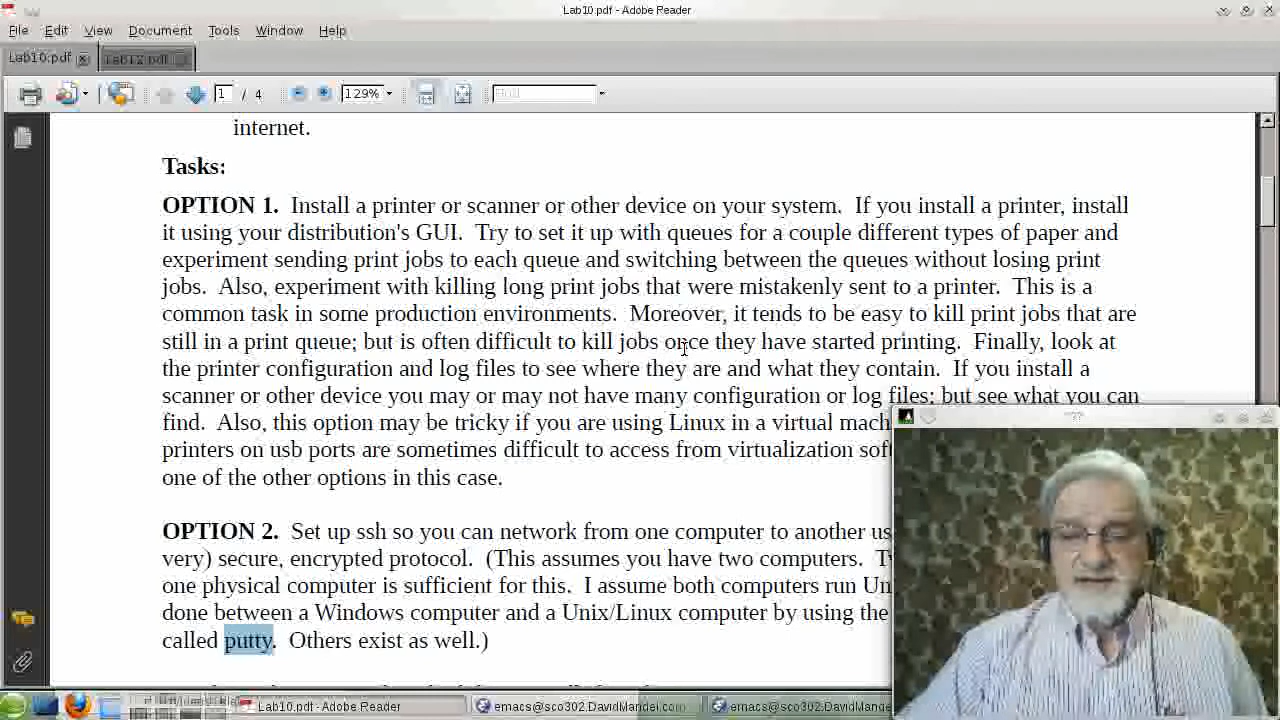 Lab10.pdf - Adobe Reader
File Edit View Document Tools Window Help
Lab10.pdf Lab12.pdf
1 / 4 129% Find
internet.
Tasks:
OPTION 1. Install a printer or scanner or other device on your system. If you install a printer, install
it using your distribution's GUI. Try to set it up with queues for a couple different types of paper and
experiment sending print jobs to each queue and switching between the queues without losing print
jobs. Also, experiment with killing long print jobs that were mistakenly sent to a printer. This is a
common task in some production environments. Moreover, it tends to be easy to kill print jobs that are
still in a print queue; but is often difficult to kill jobs once they have started printing. Finally, look at
the printer configuration and log files to see where they are and what they contain. If you install a
scanner or other device you may or may not have many configuration or log files; but see what you can
find. Also, this option may be tricky if you are using Linux in a virtual mach
printers on usb ports are sometimes difficult to access from virtualization sof
one of the other options in this case.
OPTION 2. Set up ssh so you can network from one computer to another us
very) secure, encrypted protocol. (This assumes you have two computers. Tw
one physical computer is sufficient for this. I assume both computers run Uni
done between a Windows computer and a Unix/Linux computer by using the
called putty. Others exist as well.)
Lab10.pdf - Adobe Reader emacs@sco302.DavidMandel.com emacs@sco302.DavidMande